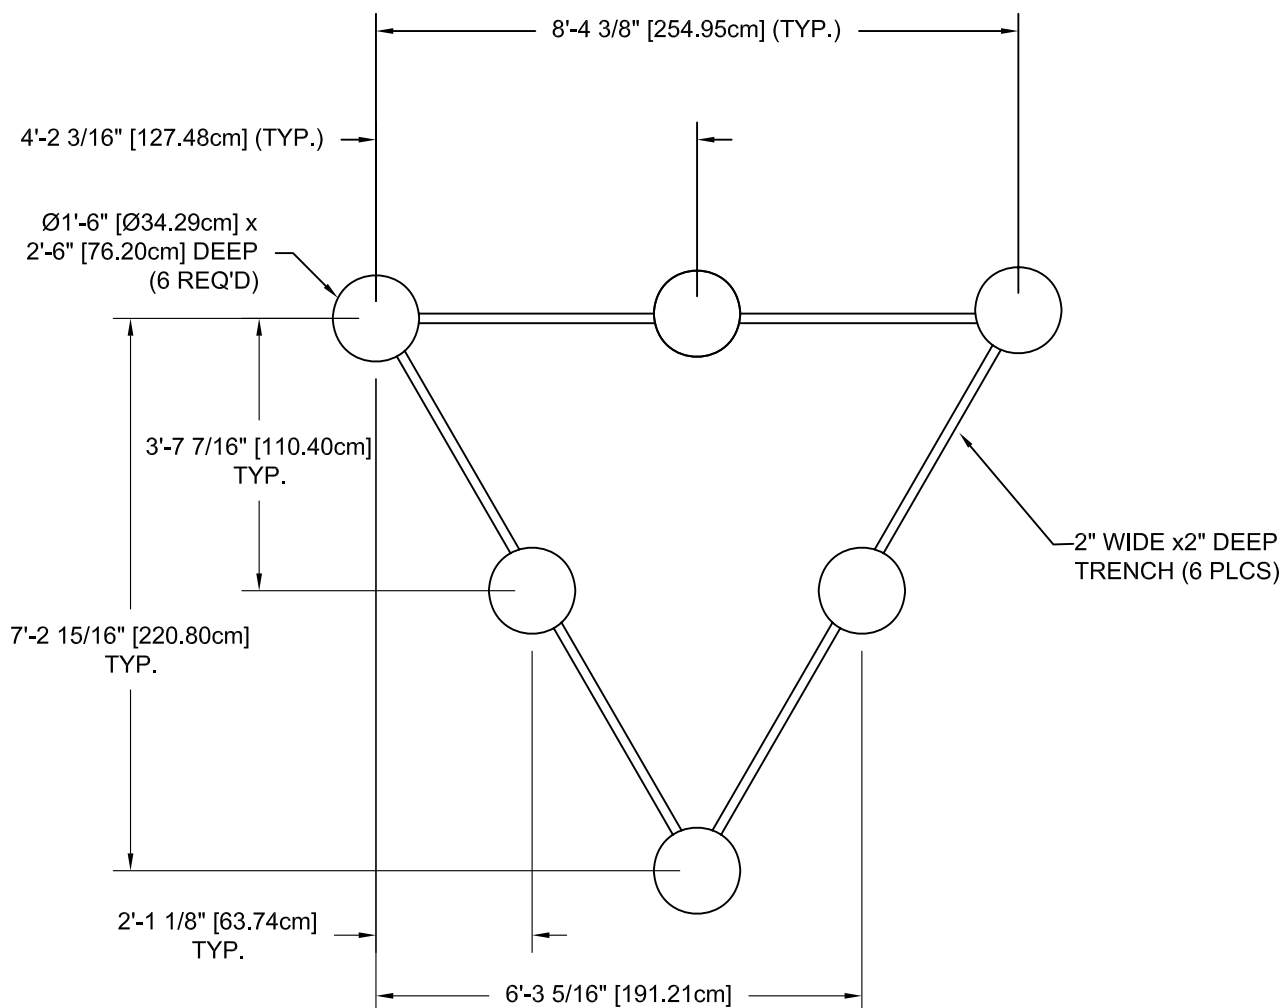 8'-4 3/8" [254.95cm] (TYP.)
4'-2 3/16" [127.48cm] (TYP.)
Ø1'-6" [Ø34.29cm] x
2'-6" [76.20cm] DEEP
(6 REQ'D)
3'-7 7/16" [110.40cm]
TYP.
2" WIDE x2" DEEP
TRENCH (6 PLCS)
7'-2 15/16" [220.80cm]
TYP.
2'-1 1/8" [63.74cm]
TYP.
6'-3 5/16" [191.21cm]